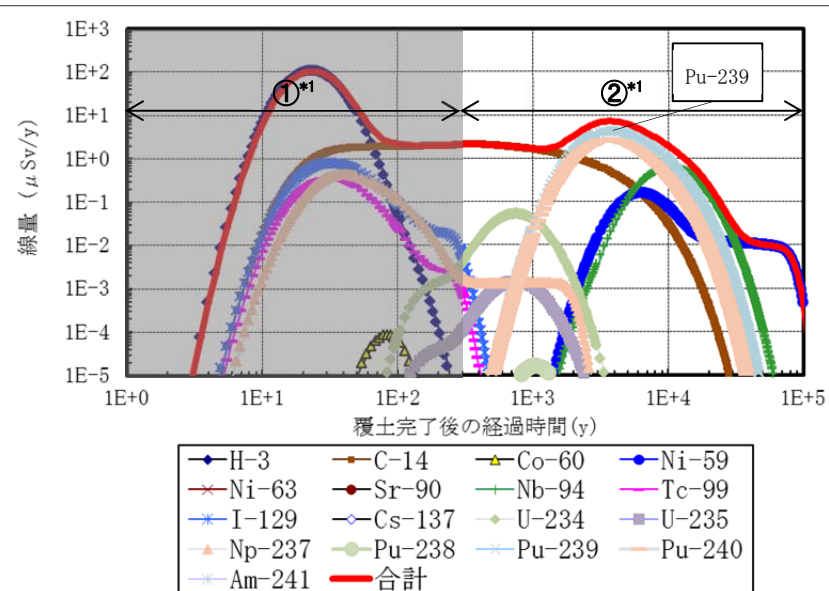 1E+3
1E+2
1E+1
1E+0
1E-1
1E-2
1E-3
1E-4
1E-5
線量 (μSv/y)
①*1
②*1
Pu-239
1E+0 1E+1 1E+2 1E+3 1E+4 1E+5
覆土完了後の経過時間(y)
H-3 C-14 Co-60 Ni-59
Ni-63 Sr-90 Nb-94 Tc-99
I-129 Cs-137 U-234 U-235
Np-237 Pu-238 Pu-239 Pu-240
Am-241 合計